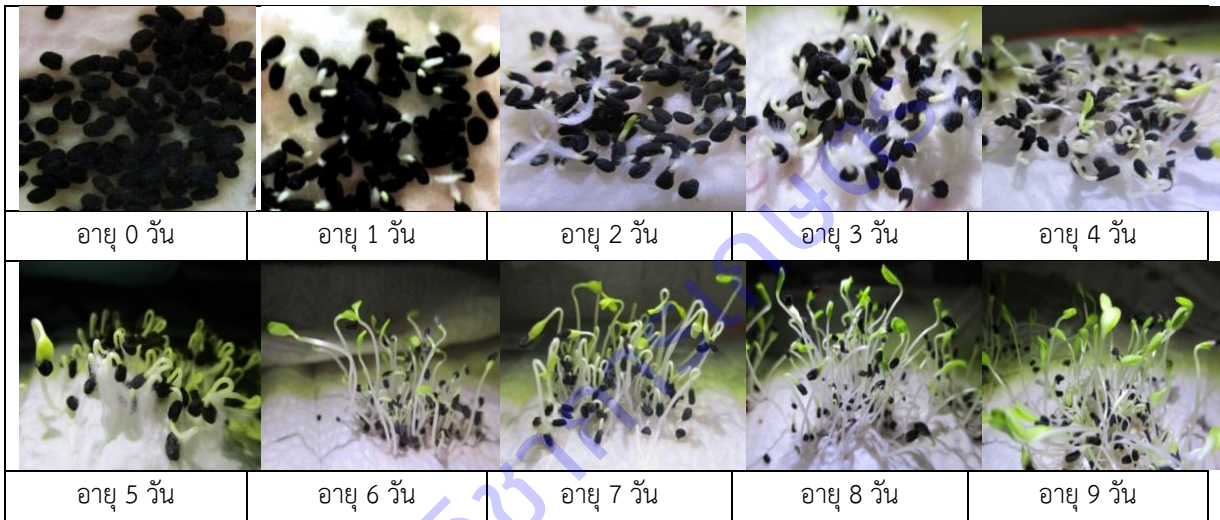 อายุ 0 วัน
อายุ 1 วัน
อายุ 2 วัน
อายุ 3 วัน
อายุ 4 วัน
อายุ 5 วัน
อายุ 6 วัน
อายุ 7 วัน
อายุ 8 วัน
อายุ 9 วัน